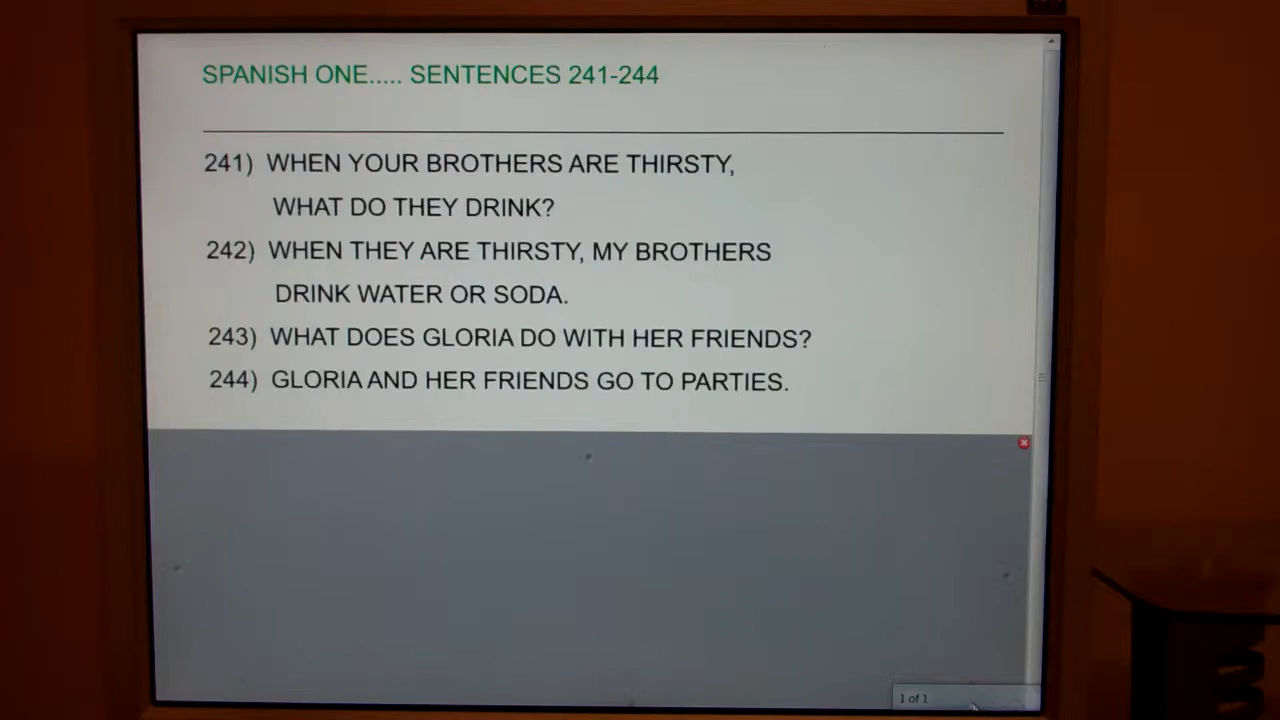 SPANISH ONE..... SENTENCES 241-244
241) WHEN YOUR BROTHERS ARE THIRSTY,
WHAT DO THEY DRINK?
242) WHEN THEY ARE THIRSTY, MY BROTHERS
DRINK WATER OR SODA.
243) WHAT DOES GLORIA DO WITH HER FRIENDS?
244) GLORIA AND HER FRIENDS GO TO PARTIES.
1 of 1